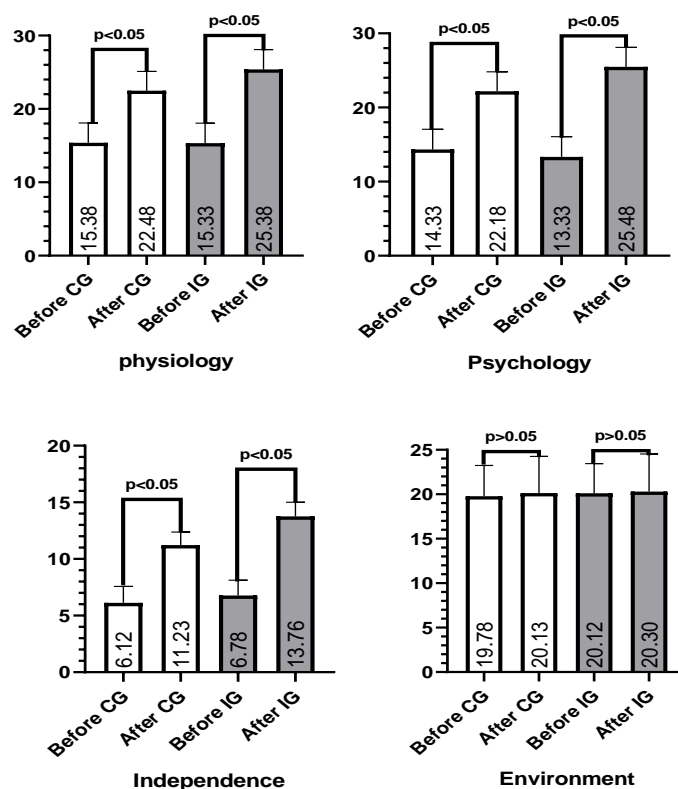 p<0.05 p<0.05
30
20
10
0
15.38 22.48 15.33 25.38
Before CG After CG Before IG After IG
physiology
p<0.05 p<0.05
30
20
10
0
14.33 22.18 13.33 25.48
Before CG After CG Before IG After IG
Psychology
p<0.05 p<0.05
20
15
10
5
0
6.12 11.23 6.78 13.76
Before CG After CG Before IG After IG
Independence
p>0.05 p>0.05
25
20
15
10
5
0
19.78 20.13 20.12 20.30
Before CG After CG Before IG After IG
Environment